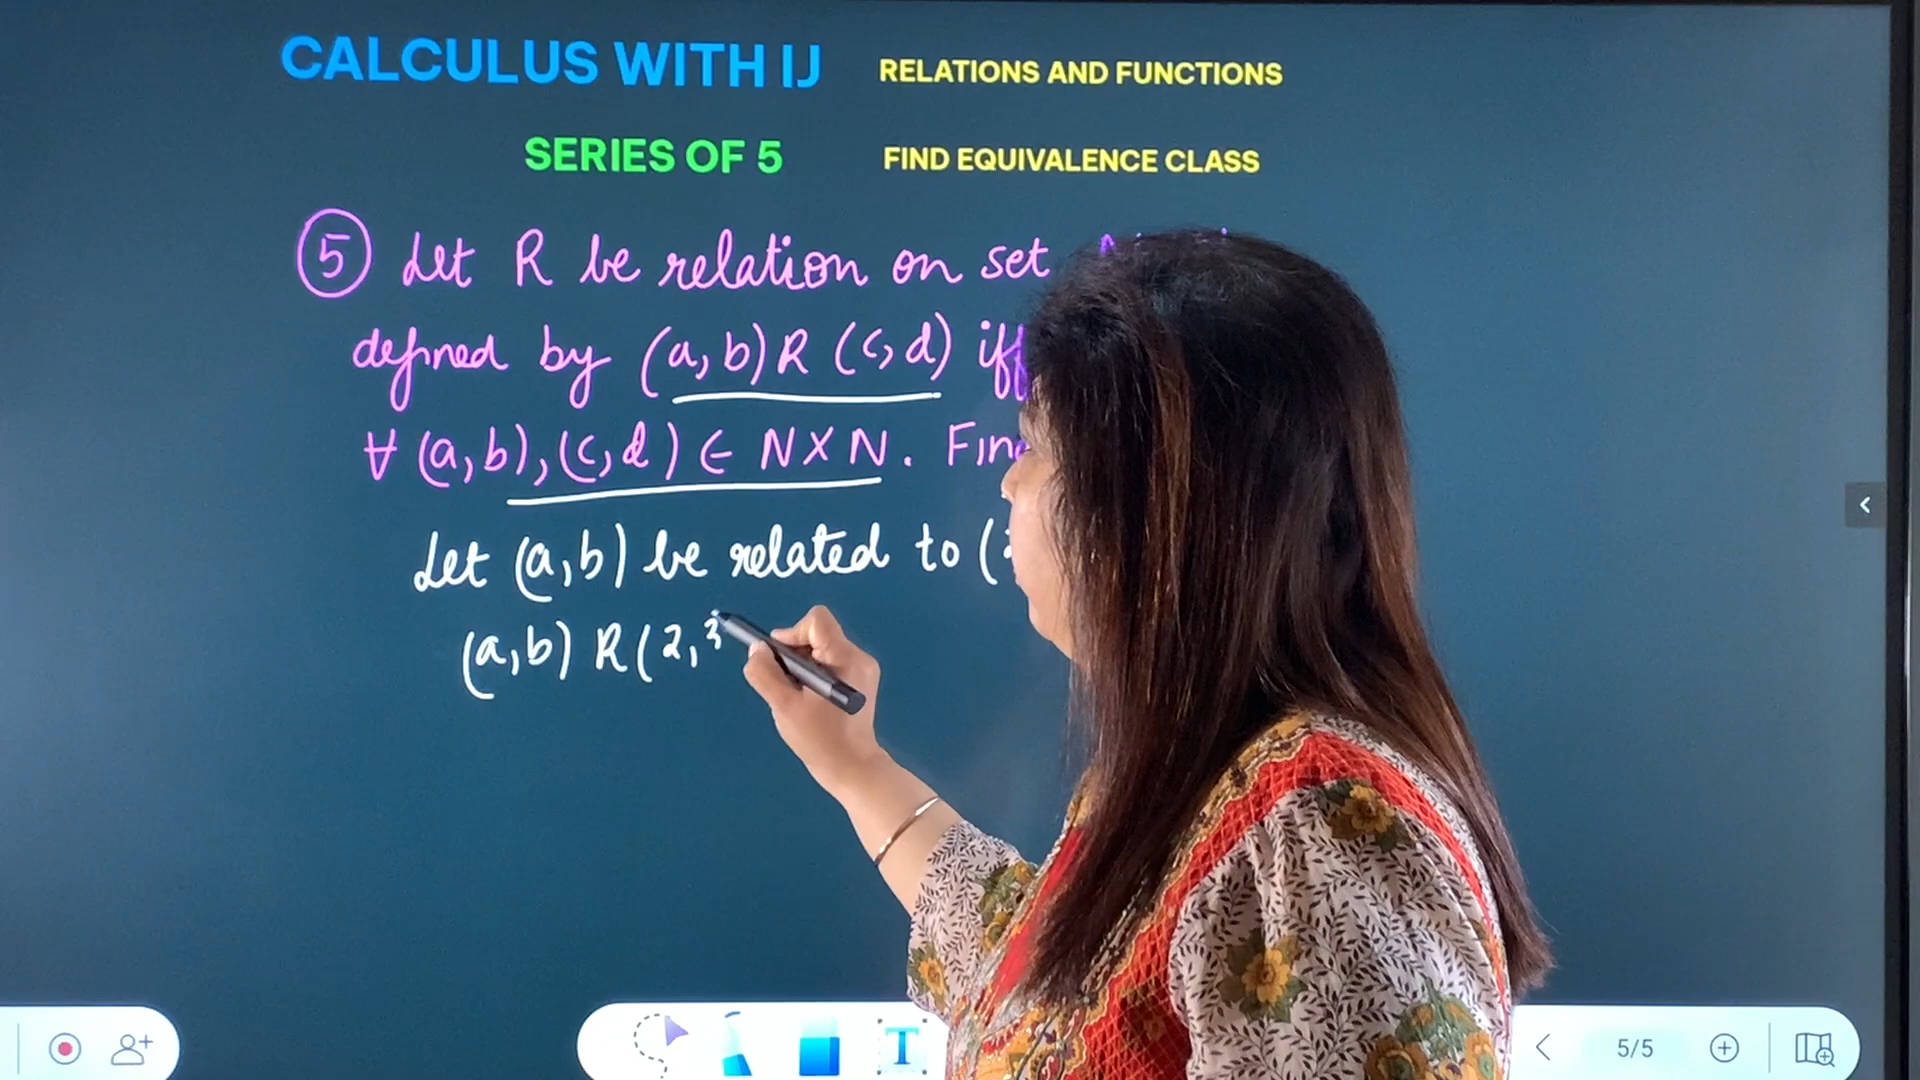 CALCULUS WITH IJ RELATIONS AND FUNCTIONS
SERIES OF 5 FIND EQUIVALENCE CLASS
5 Let R be relation on set
defined by (a,b)R (c,d) iff
∀ (a,b),(c,d) ∈ N×N.
Let (a,b) be related to (
(a,b) R(2,3
T
5/5